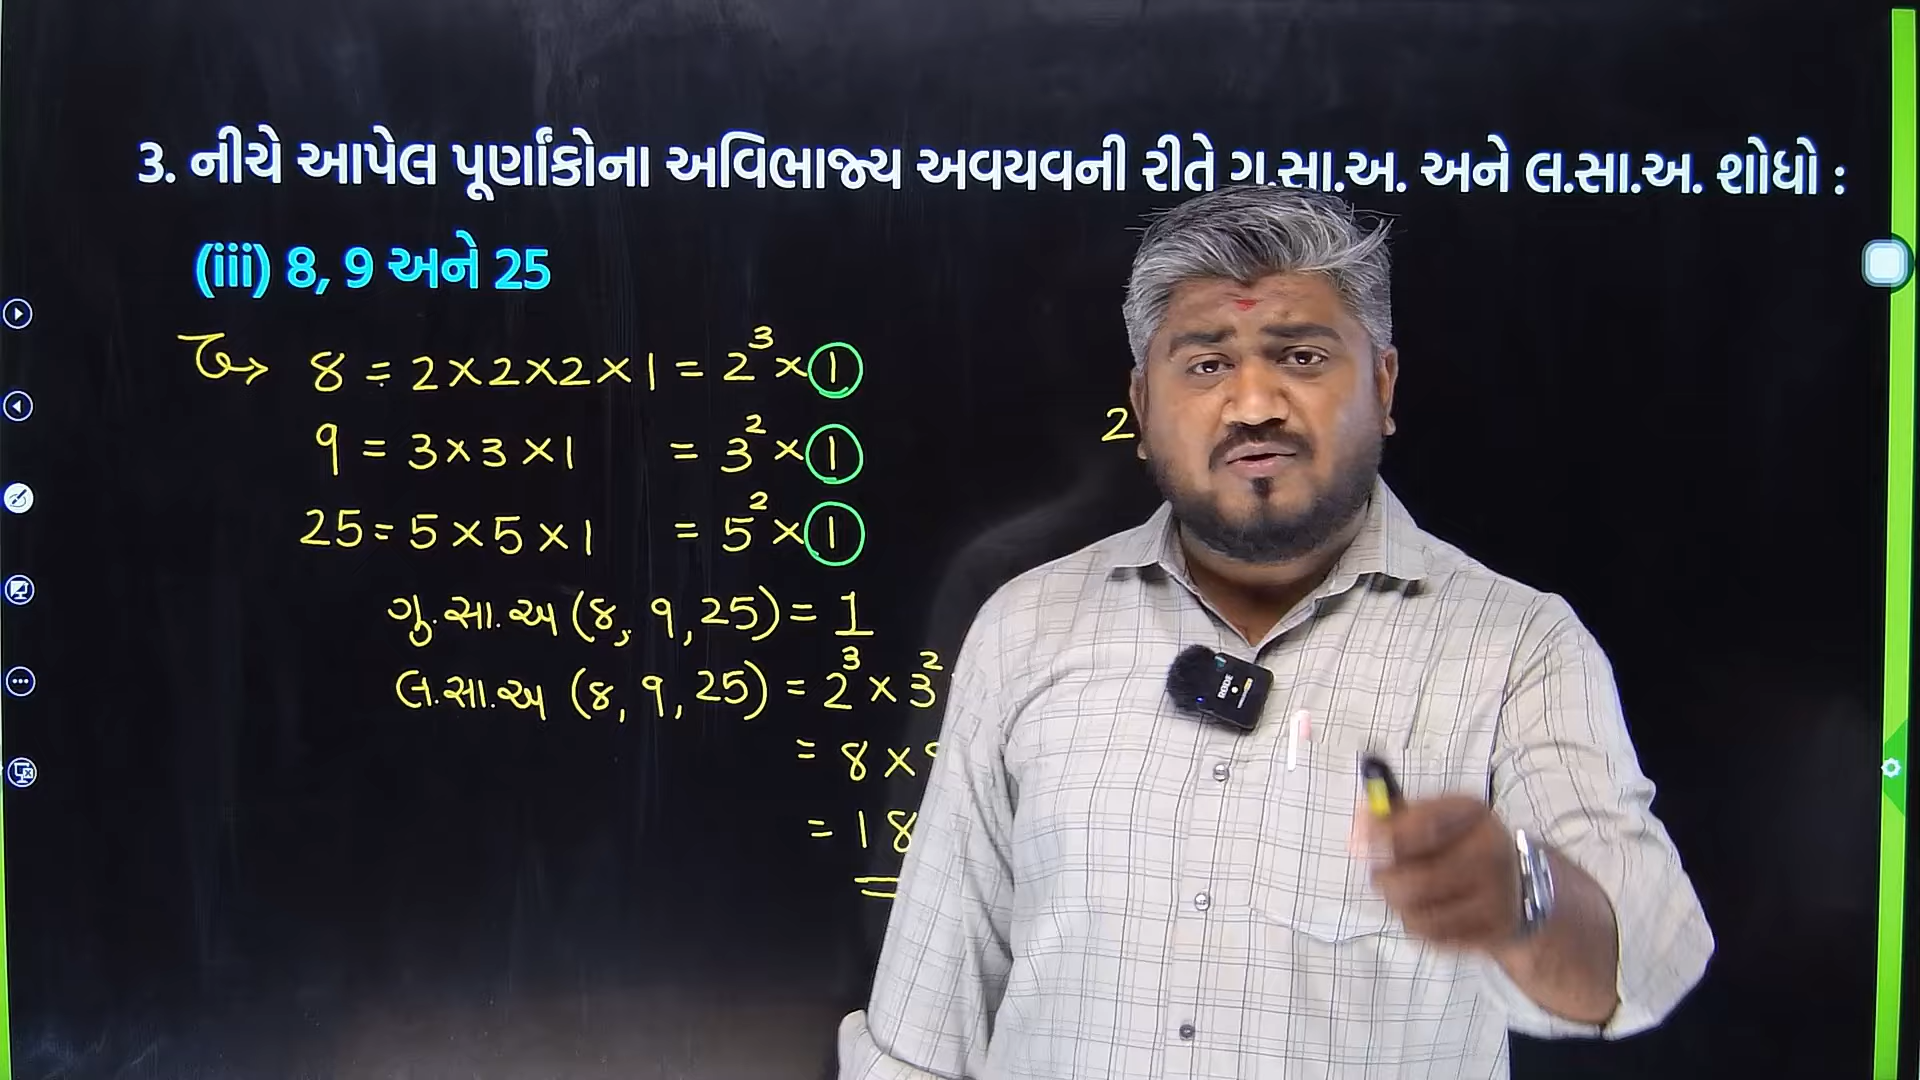 3. નીચે આપેલ પૂર્ણાંકોના અવિભાજ્ય અવયવની રીતે ગુ.સા.અ. અને લ.સા.અ. શોધો :
(iii) 8, 9 અને 25
8 = 2×2×2×1 = 2³×1
9 = 3×3×1 = 3²×1
25 = 5×5×1 = 5²×1
ગુ.સા.અ (8, 9, 25) = 1
લ.સા.અ (8, 9, 25) = 2³ × 3²
= 8 ×
= 18
2
RØDE